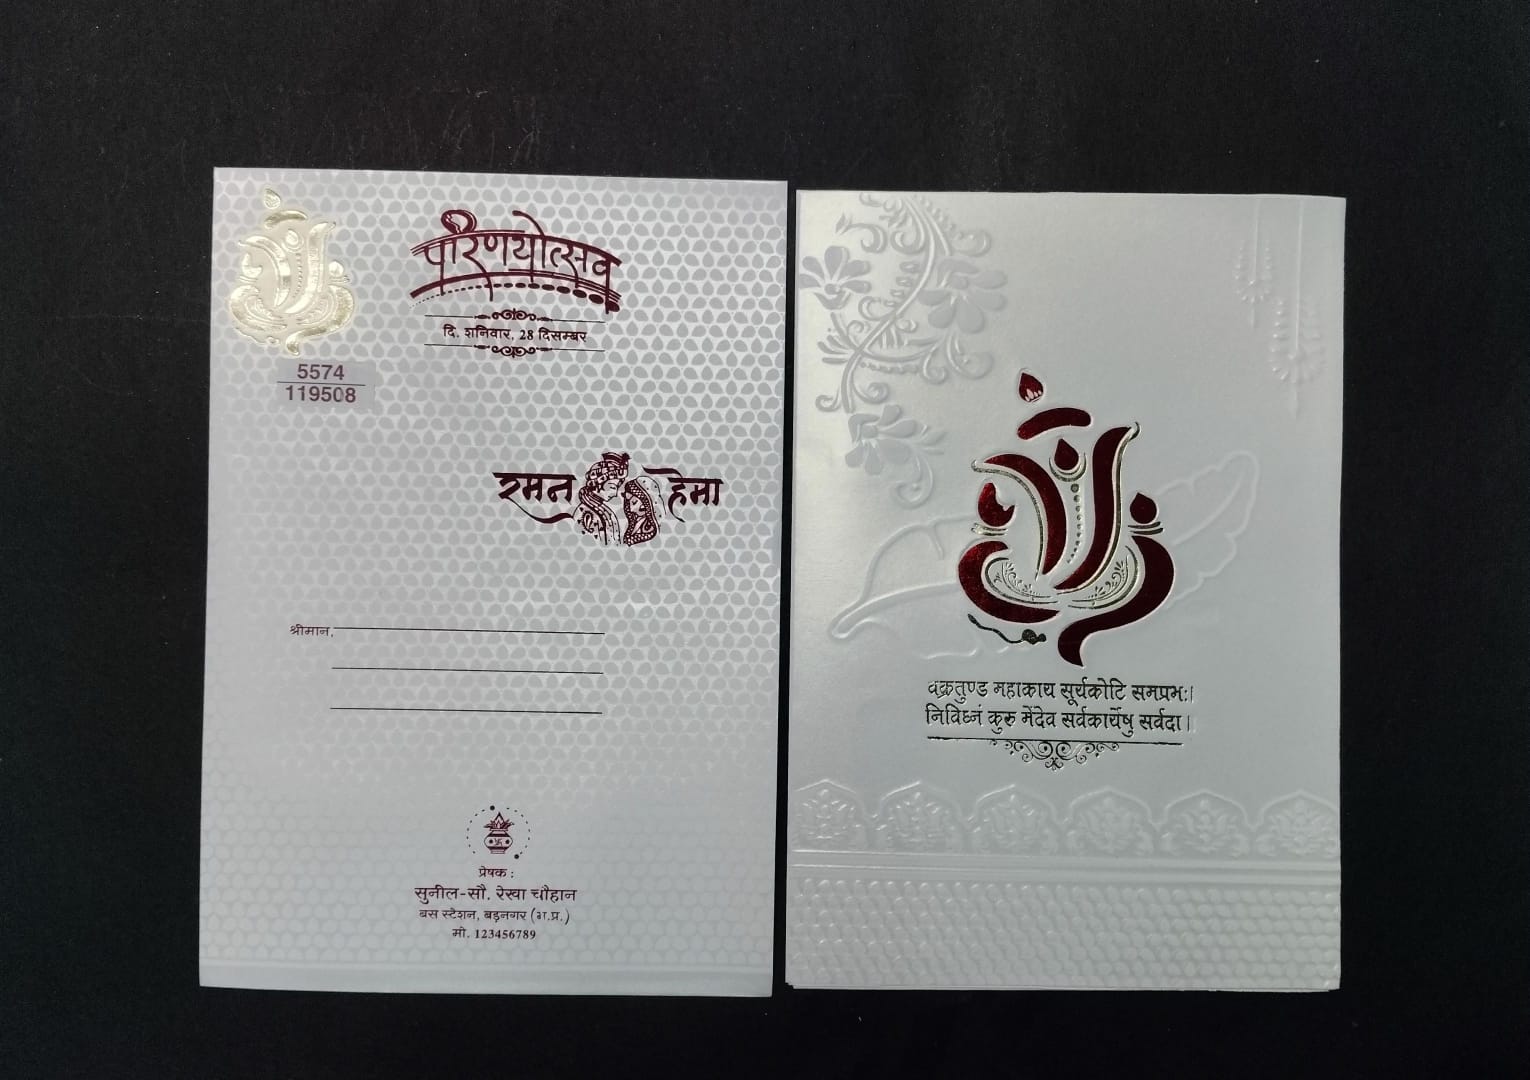 परिणयोत्सव
दि. शनिवार, 28 दिसम्बर
5574
119508
रमन हेमा
श्रीमान,
प्रेषक :
सुनील-सौ. रेखा चौहान
बस स्टेशन, बड़नगर (म.प्र.)
मो. 123456789
वक्रतुण्ड महाकाय सूर्यकोटि समप्रभः।
निविघ्नं कुरु मेंदेव सर्वकार्येषु सर्वदा।